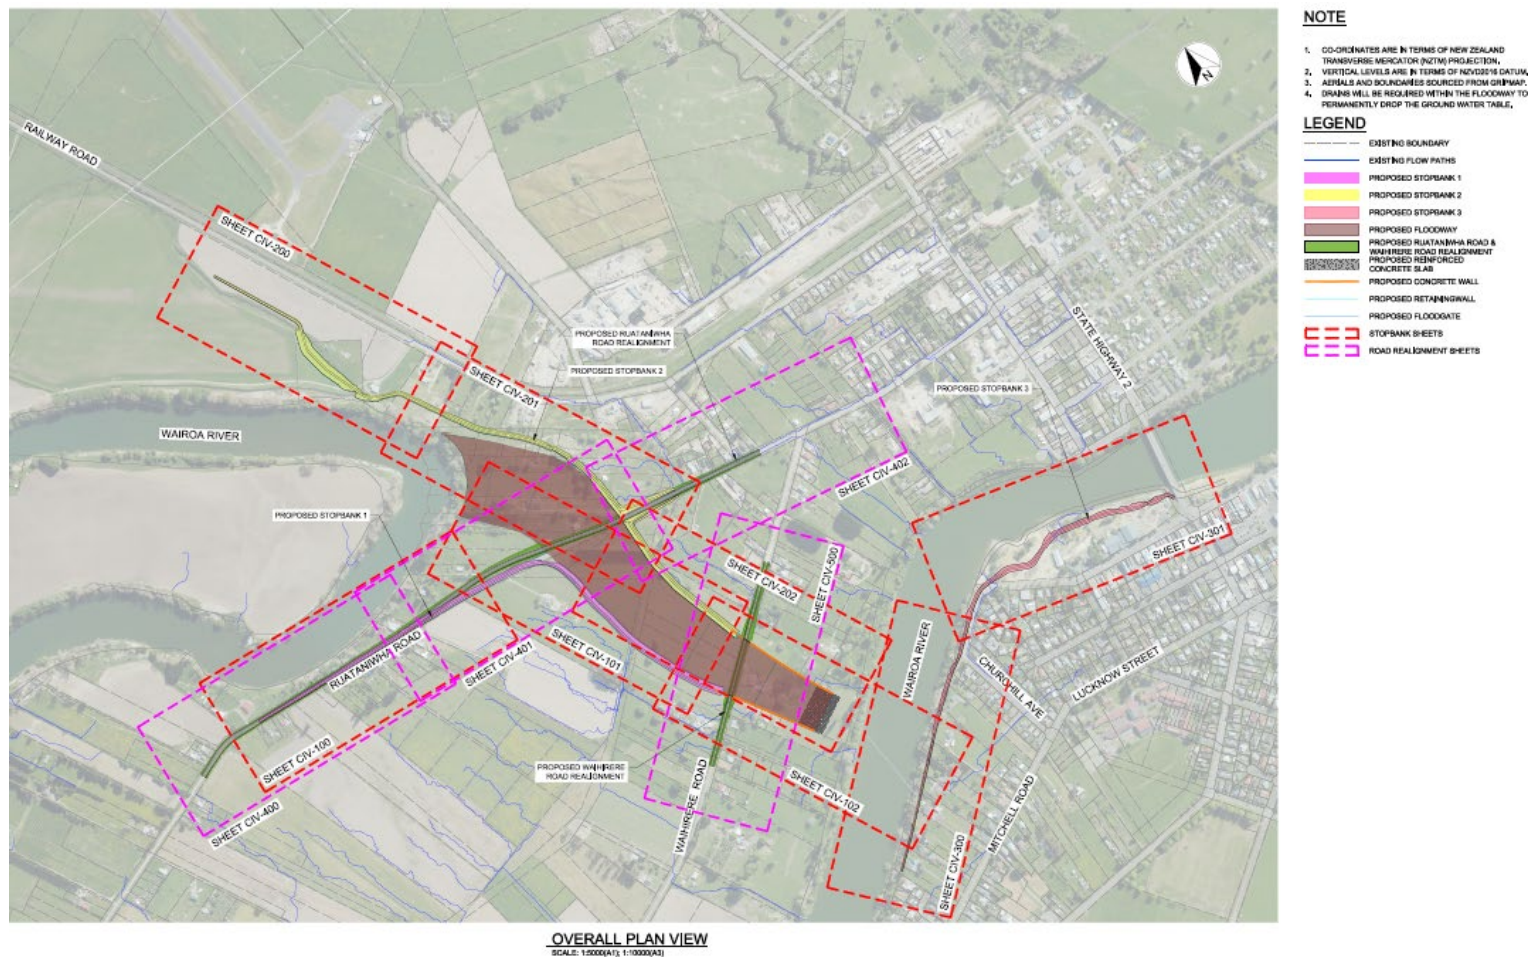 NOTE
1. CO-ORDINATES ARE IN TERMS OF NEW ZEALAND
TRANSVERSE MERCATOR (NZTM) PROJECTION.
2. VERTICAL LEVELS ARE IN TERMS OF NZVD2016 DATUM.
3. AERIALS AND BOUNDARIES SOURCED FROM GRIPMAP.
4. DRAINS WILL BE REQUIRED WITHIN THE FLOODWAY TO
PERMANENTLY DROP THE GROUND WATER TABLE.
LEGEND
EXISTING BOUNDARY
EXISTING FLOW PATHS
PROPOSED STOPBANK 1
PROPOSED STOPBANK 2
PROPOSED STOPBANK 3
PROPOSED FLOODWAY
PROPOSED RUATANIWHA ROAD &
WAIHIRERE ROAD REALIGNMENT
PROPOSED REINFORCED
CONCRETE SLAB
PROPOSED CONCRETE WALL
PROPOSED RETAININGWALL
PROPOSED FLOODGATE
STOPBANK SHEETS
ROAD REALIGNMENT SHEETS
N
RAILWAY ROAD
SHEET CIV-200
PROPOSED RUATANIWHA
ROAD REALIGNMENT
PROPOSED STOPBANK 2
SHEET CIV-201
STATE HIGHWAY 2
PROPOSED STOPBANK 3
WAIROA RIVER
SHEET CIV-402
PROPOSED STOPBANK 1
SHEET CIV-301
SHEET CIV-202
SHEET CIV-500
RUATANIWHA ROAD
SHEET CIV-401
SHEET CIV-101
WAIROA RIVER
CHURCHILL AVE
LUCKNOW STREET
SHEET CIV-100
SHEET CIV-400
PROPOSED WAIHIRERE
ROAD REALIGNMENT
WAIHIRERE ROAD
SHEET CIV-102
MITCHELL ROAD
SHEET CIV-300
OVERALL PLAN VIEW
SCALE: 1:5000(A1); 1:10000(A3)